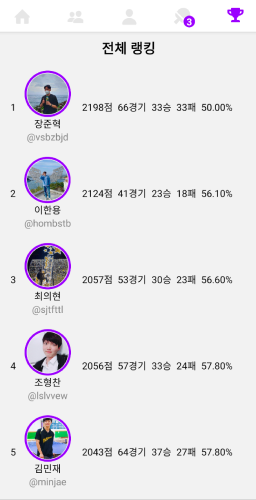 3
전체 랭킹
1 2198점 66경기 33승 33패 50.00%
장준혁
@vsbzbjd
2 2124점 41경기 23승 18패 56.10%
이한용
@hombstb
3 2057점 53경기 30승 23패 56.60%
최의현
@sjtfttl
4 2056점 57경기 33승 24패 57.80%
조형찬
@lslvvew
5 2043점 64경기 37승 27패 57.80%
김민재
@minjae